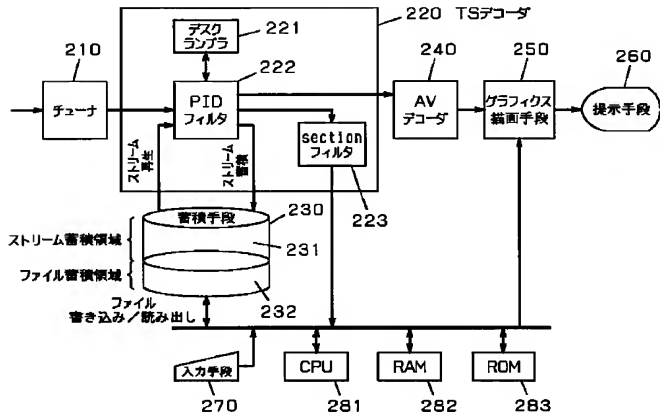 220 TSデコーダ
デスク
ランブラ
221
210
222
240
250
260
チューナ
PID
フィルタ
AV
デコーダ
グラフィクス
描画手段
提示手段
section
フィルタ
223
ストリーム
再生
ストリーム
蓄積
蓄積手段
230
ストリーム蓄積領域
231
ファイル蓄積領域
232
ファイル
書き込み/読み出し
入力手段
270
CPU
281
RAM
282
ROM
283